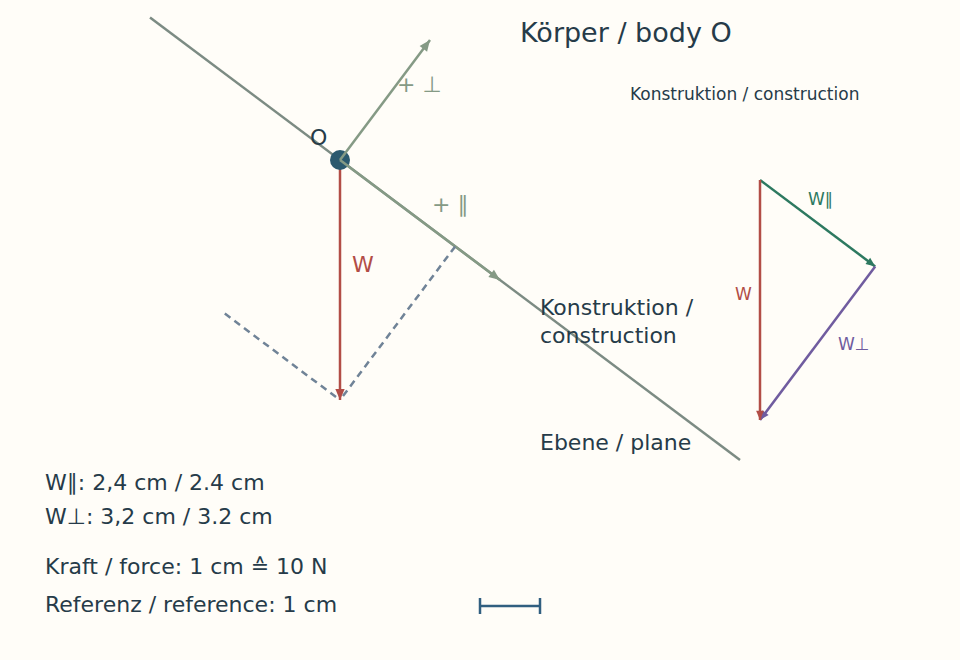 Körper / body O
Konstruktion / construction
+ ⊥
O
W∥
+ ∥
W
W
Konstruktion /
construction
W⊥
Ebene / plane
W∥: 2,4 cm / 2.4 cm
W⊥: 3,2 cm / 3.2 cm
Kraft / force: 1 cm ≙ 10 N
Referenz / reference: 1 cm